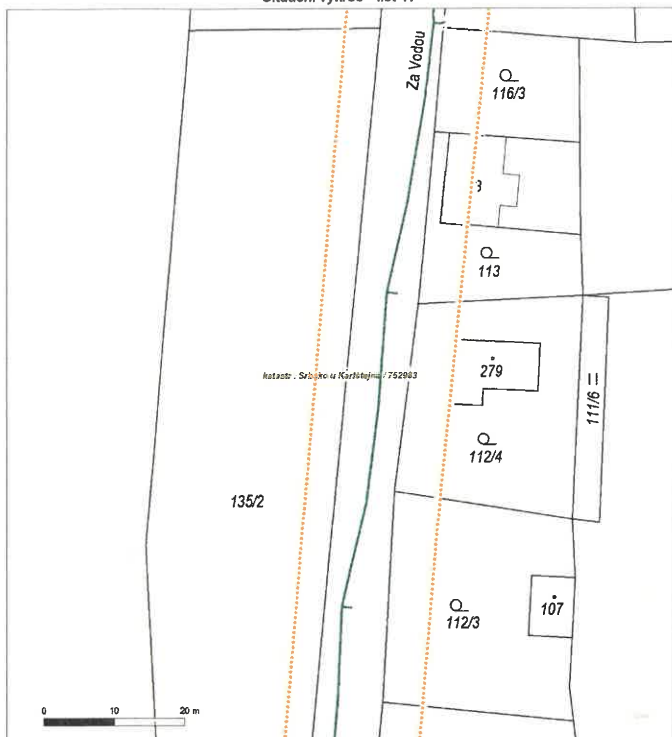 Za Vodou
116/3
113
katastr.: Srbsko u Karlštejna / 752983
279
111/6
112/4
135/2
112/3
107
0 10 20 m